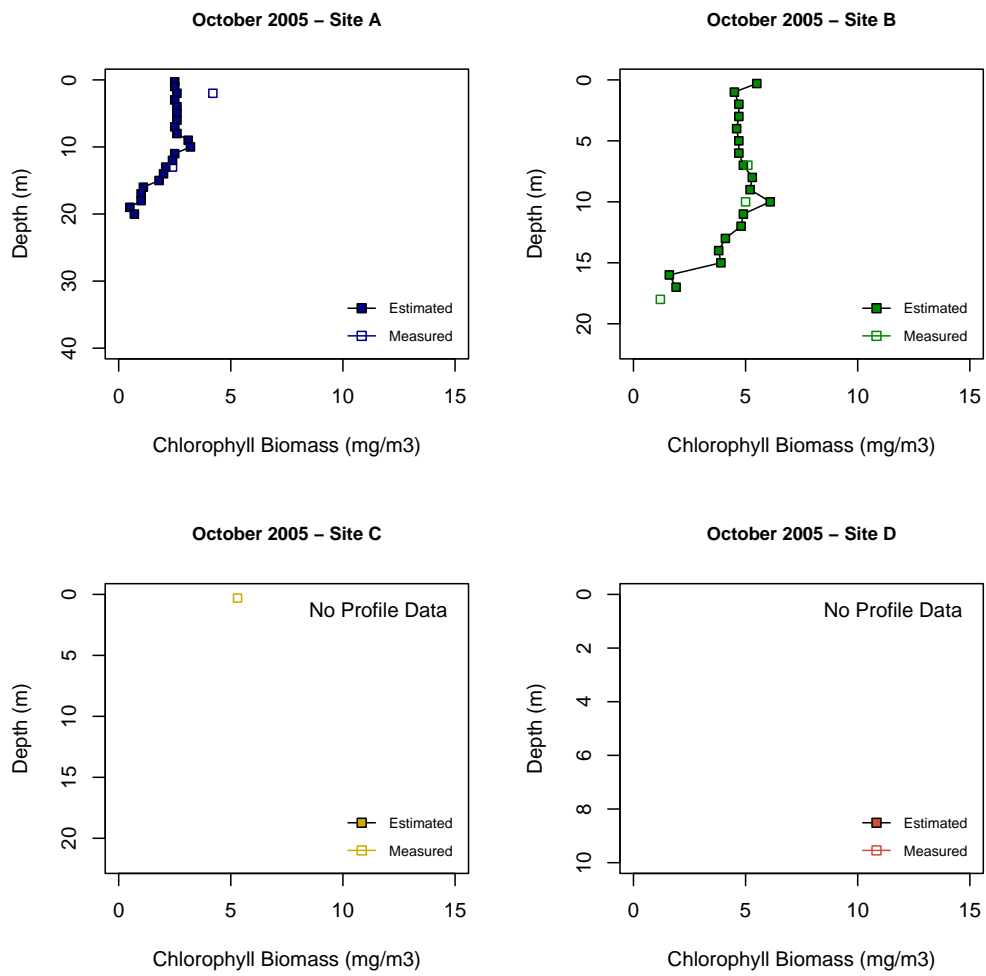 October 2005 – Site A
0
10
20
30
40
Depth (m)
Estimated
Measured
0 5 10 15
Chlorophyll Biomass (mg/m3)
October 2005 – Site B
0
5
10
15
20
Depth (m)
Estimated
Measured
0 5 10 15
Chlorophyll Biomass (mg/m3)
October 2005 – Site C
No Profile Data
0
5
10
15
20
Depth (m)
Estimated
Measured
0 5 10 15
Chlorophyll Biomass (mg/m3)
October 2005 – Site D
No Profile Data
0
2
4
6
8
10
Depth (m)
Estimated
Measured
0 5 10 15
Chlorophyll Biomass (mg/m3)